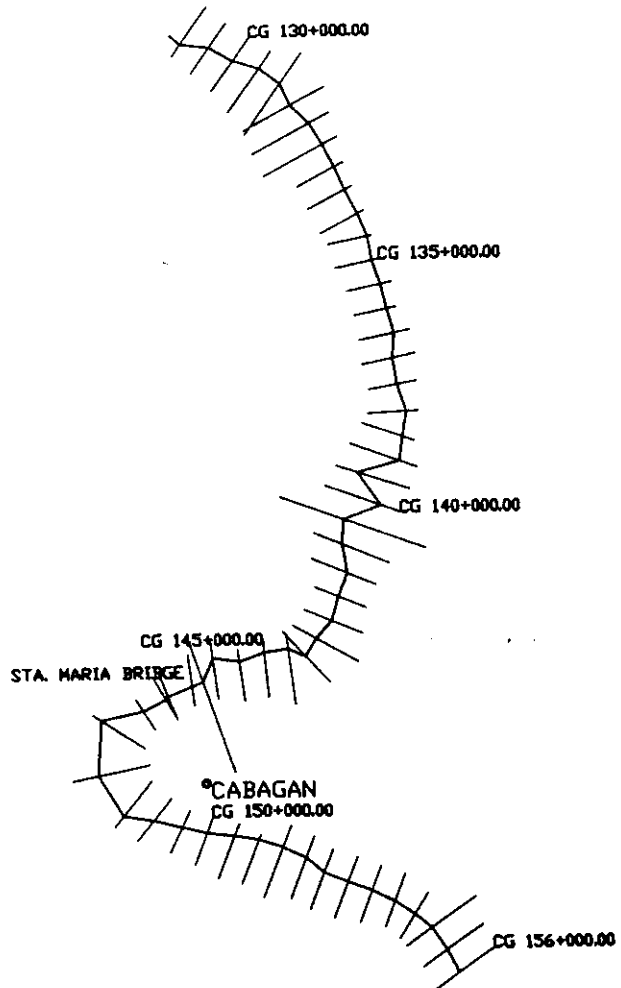 CG 130+000.00
CG 135+000.00
CG 140+000.00
CG 145+000.00
STA. MARIA BRIDGE
CABAGAN
CG 150+000.00
CG 156+000.00